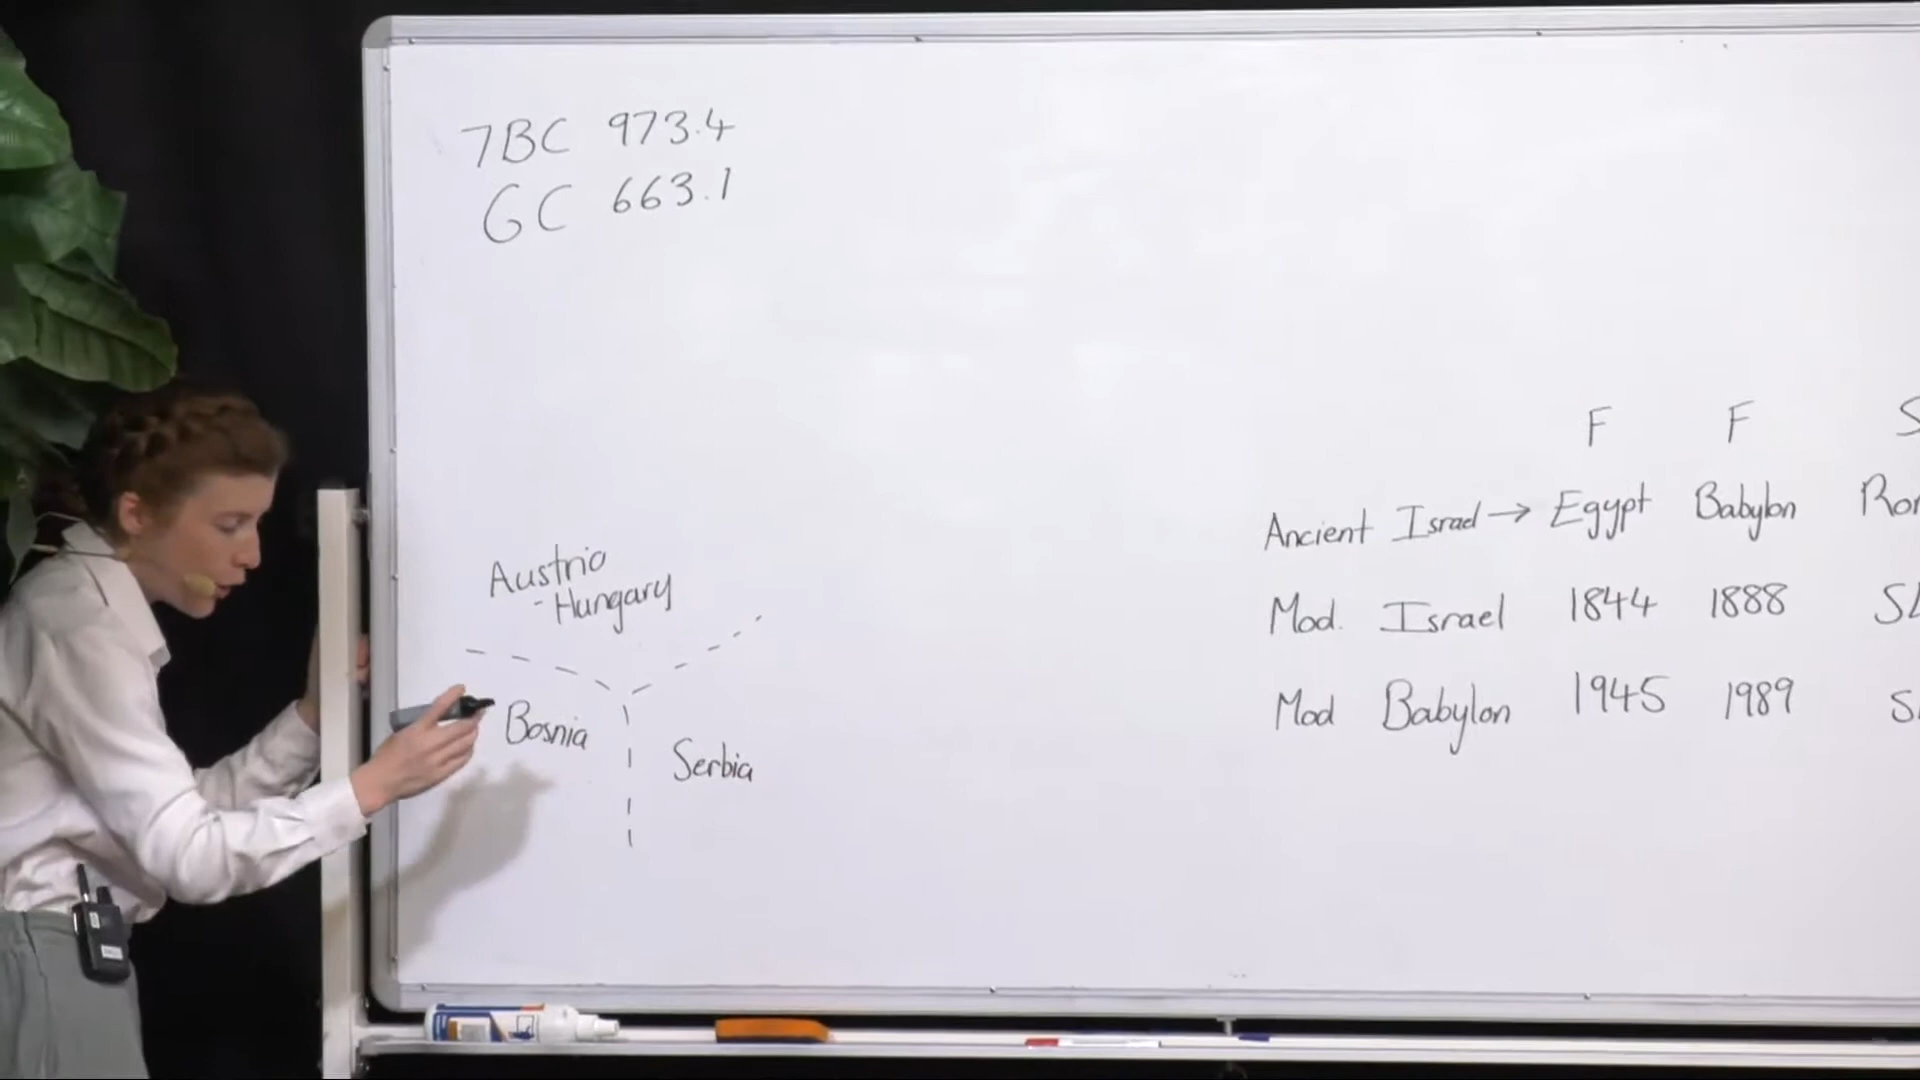 7BC 973.4
GC 663.1
Austrio
-Hungary
Bosnia
Serbia
F F S
Ancient Israel → Egypt Babylon
Mod. Israel 1844 1888
Mod Babylon 1945 1989